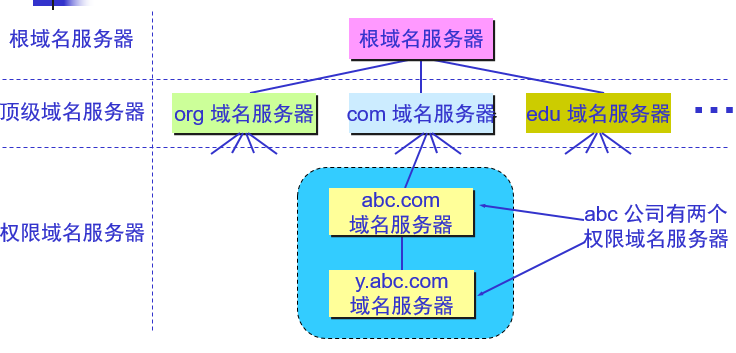 根域名服务器
根域名服务器
顶级域名服务器
org 域名服务器
com 域名服务器
edu 域名服务器
…
权限域名服务器
abc.com
域名服务器
y.abc.com
域名服务器
abc 公司有两个
权限域名服务器